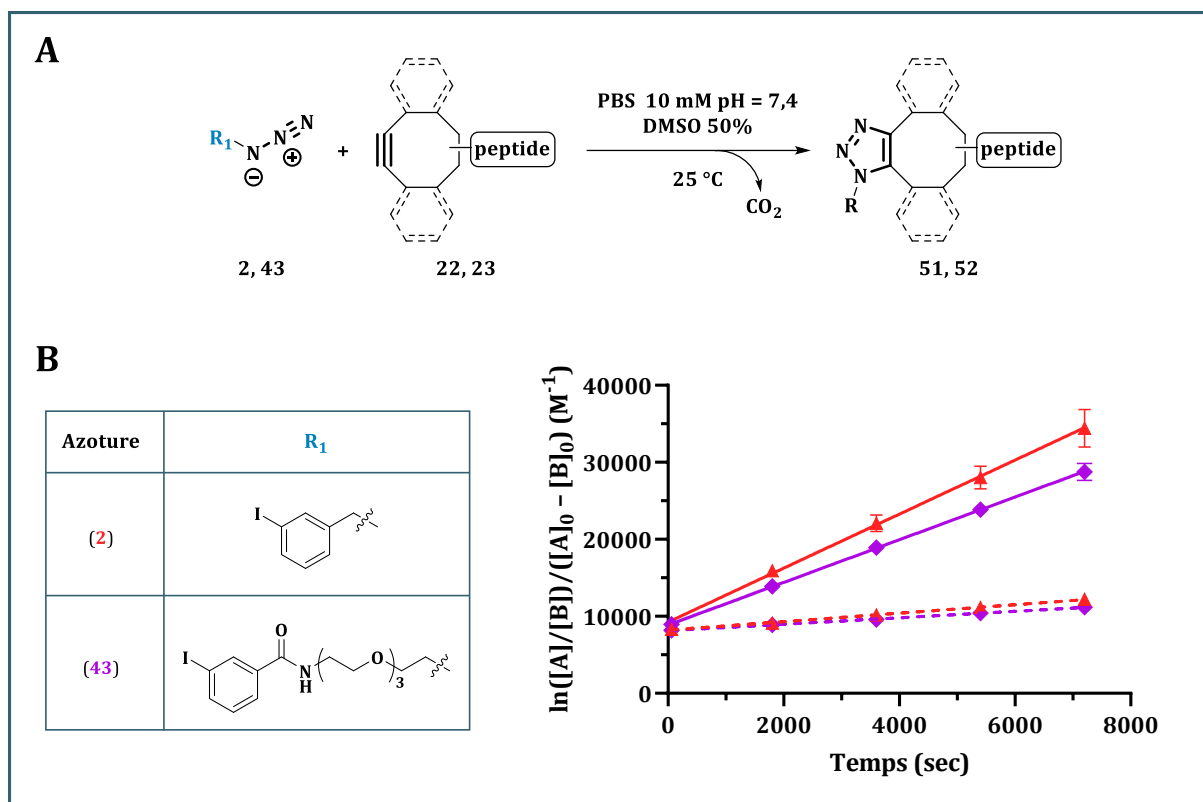 A
R₁
N
N
N
⊖
⊕
+
peptide
PBS 10 mM pH = 7,4
DMSO 50%
25 °C
CO₂
N
N
N
R
peptide
2, 43
22, 23
51, 52
B
Azoture
R₁
(2)
I
(43)
I
O
N
H
O
3
ln([A]/[B])/([A]₀ − [B]₀) (M⁻¹)
40000
30000
20000
10000
0
0
2000
4000
6000
8000
Temps (sec)